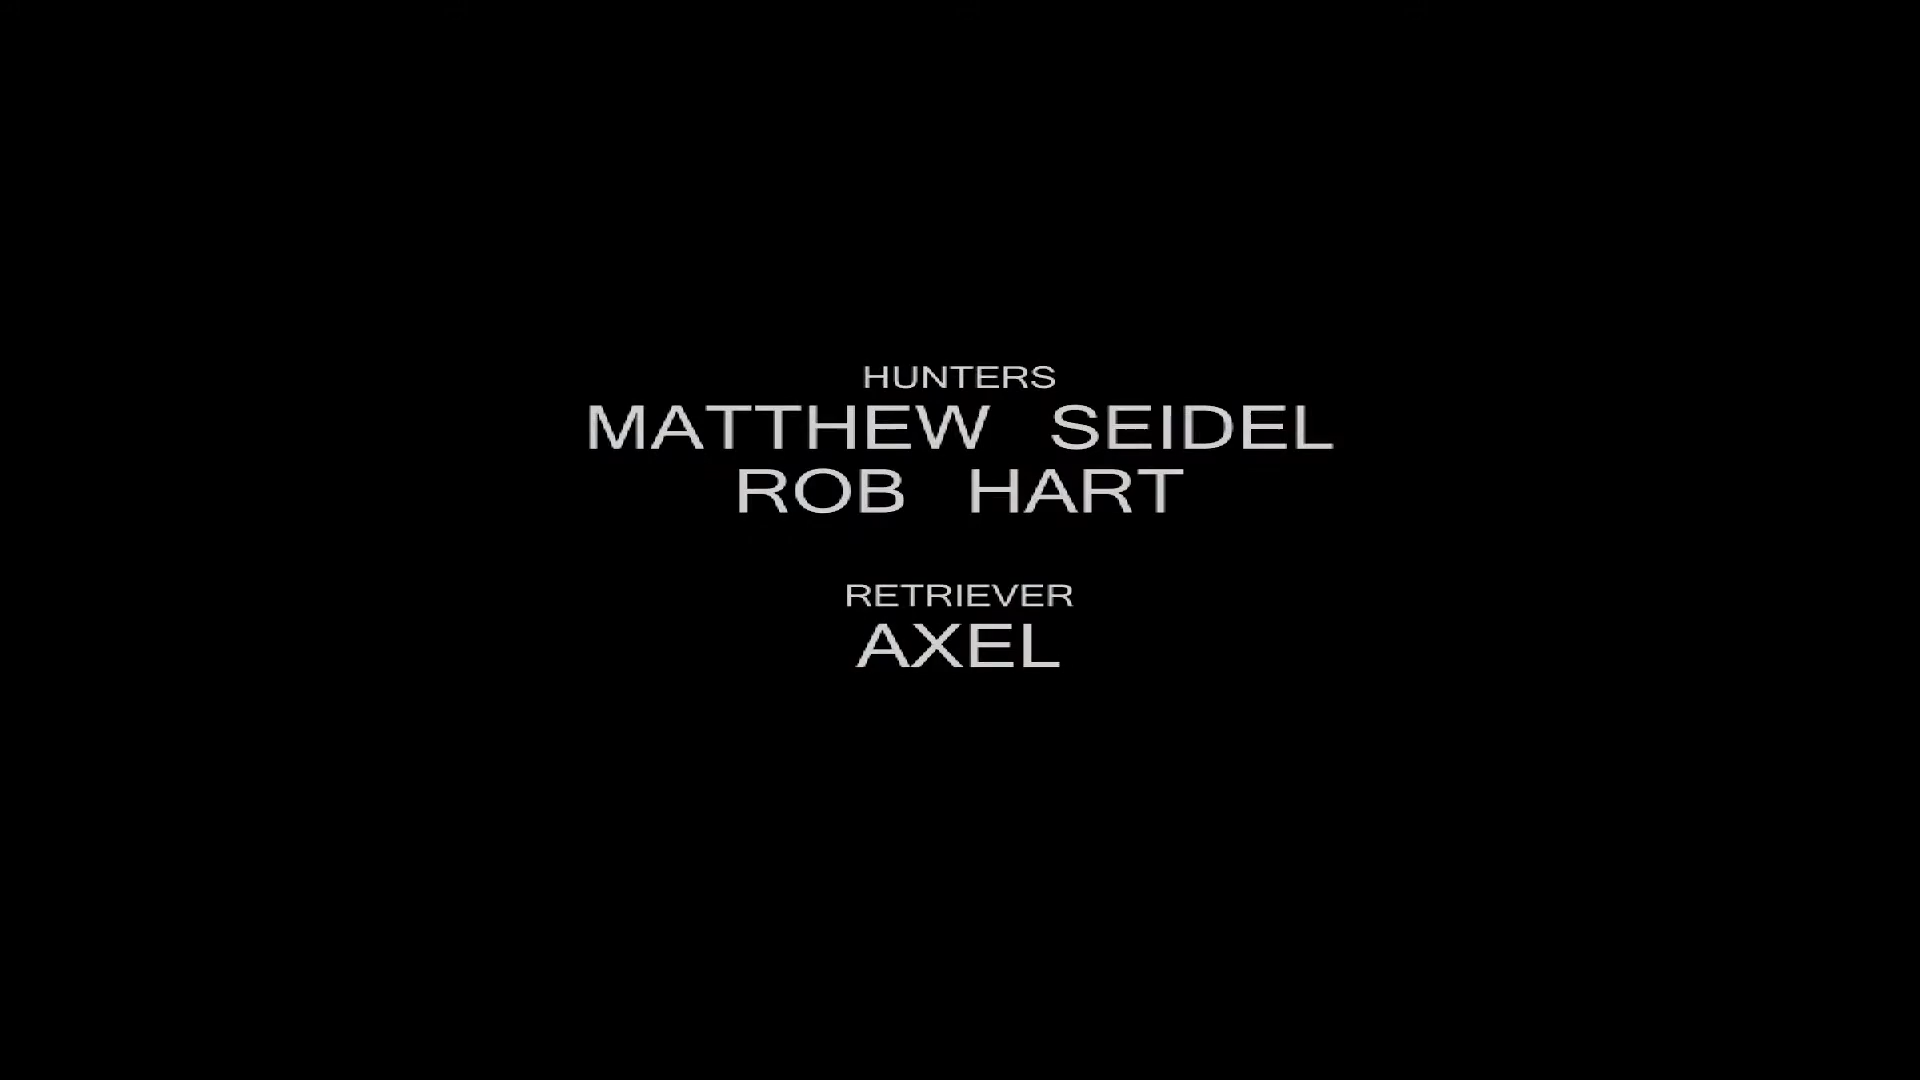 HUNTERS
MATTHEW SEIDEL
ROB HART
RETRIEVER
AXEL